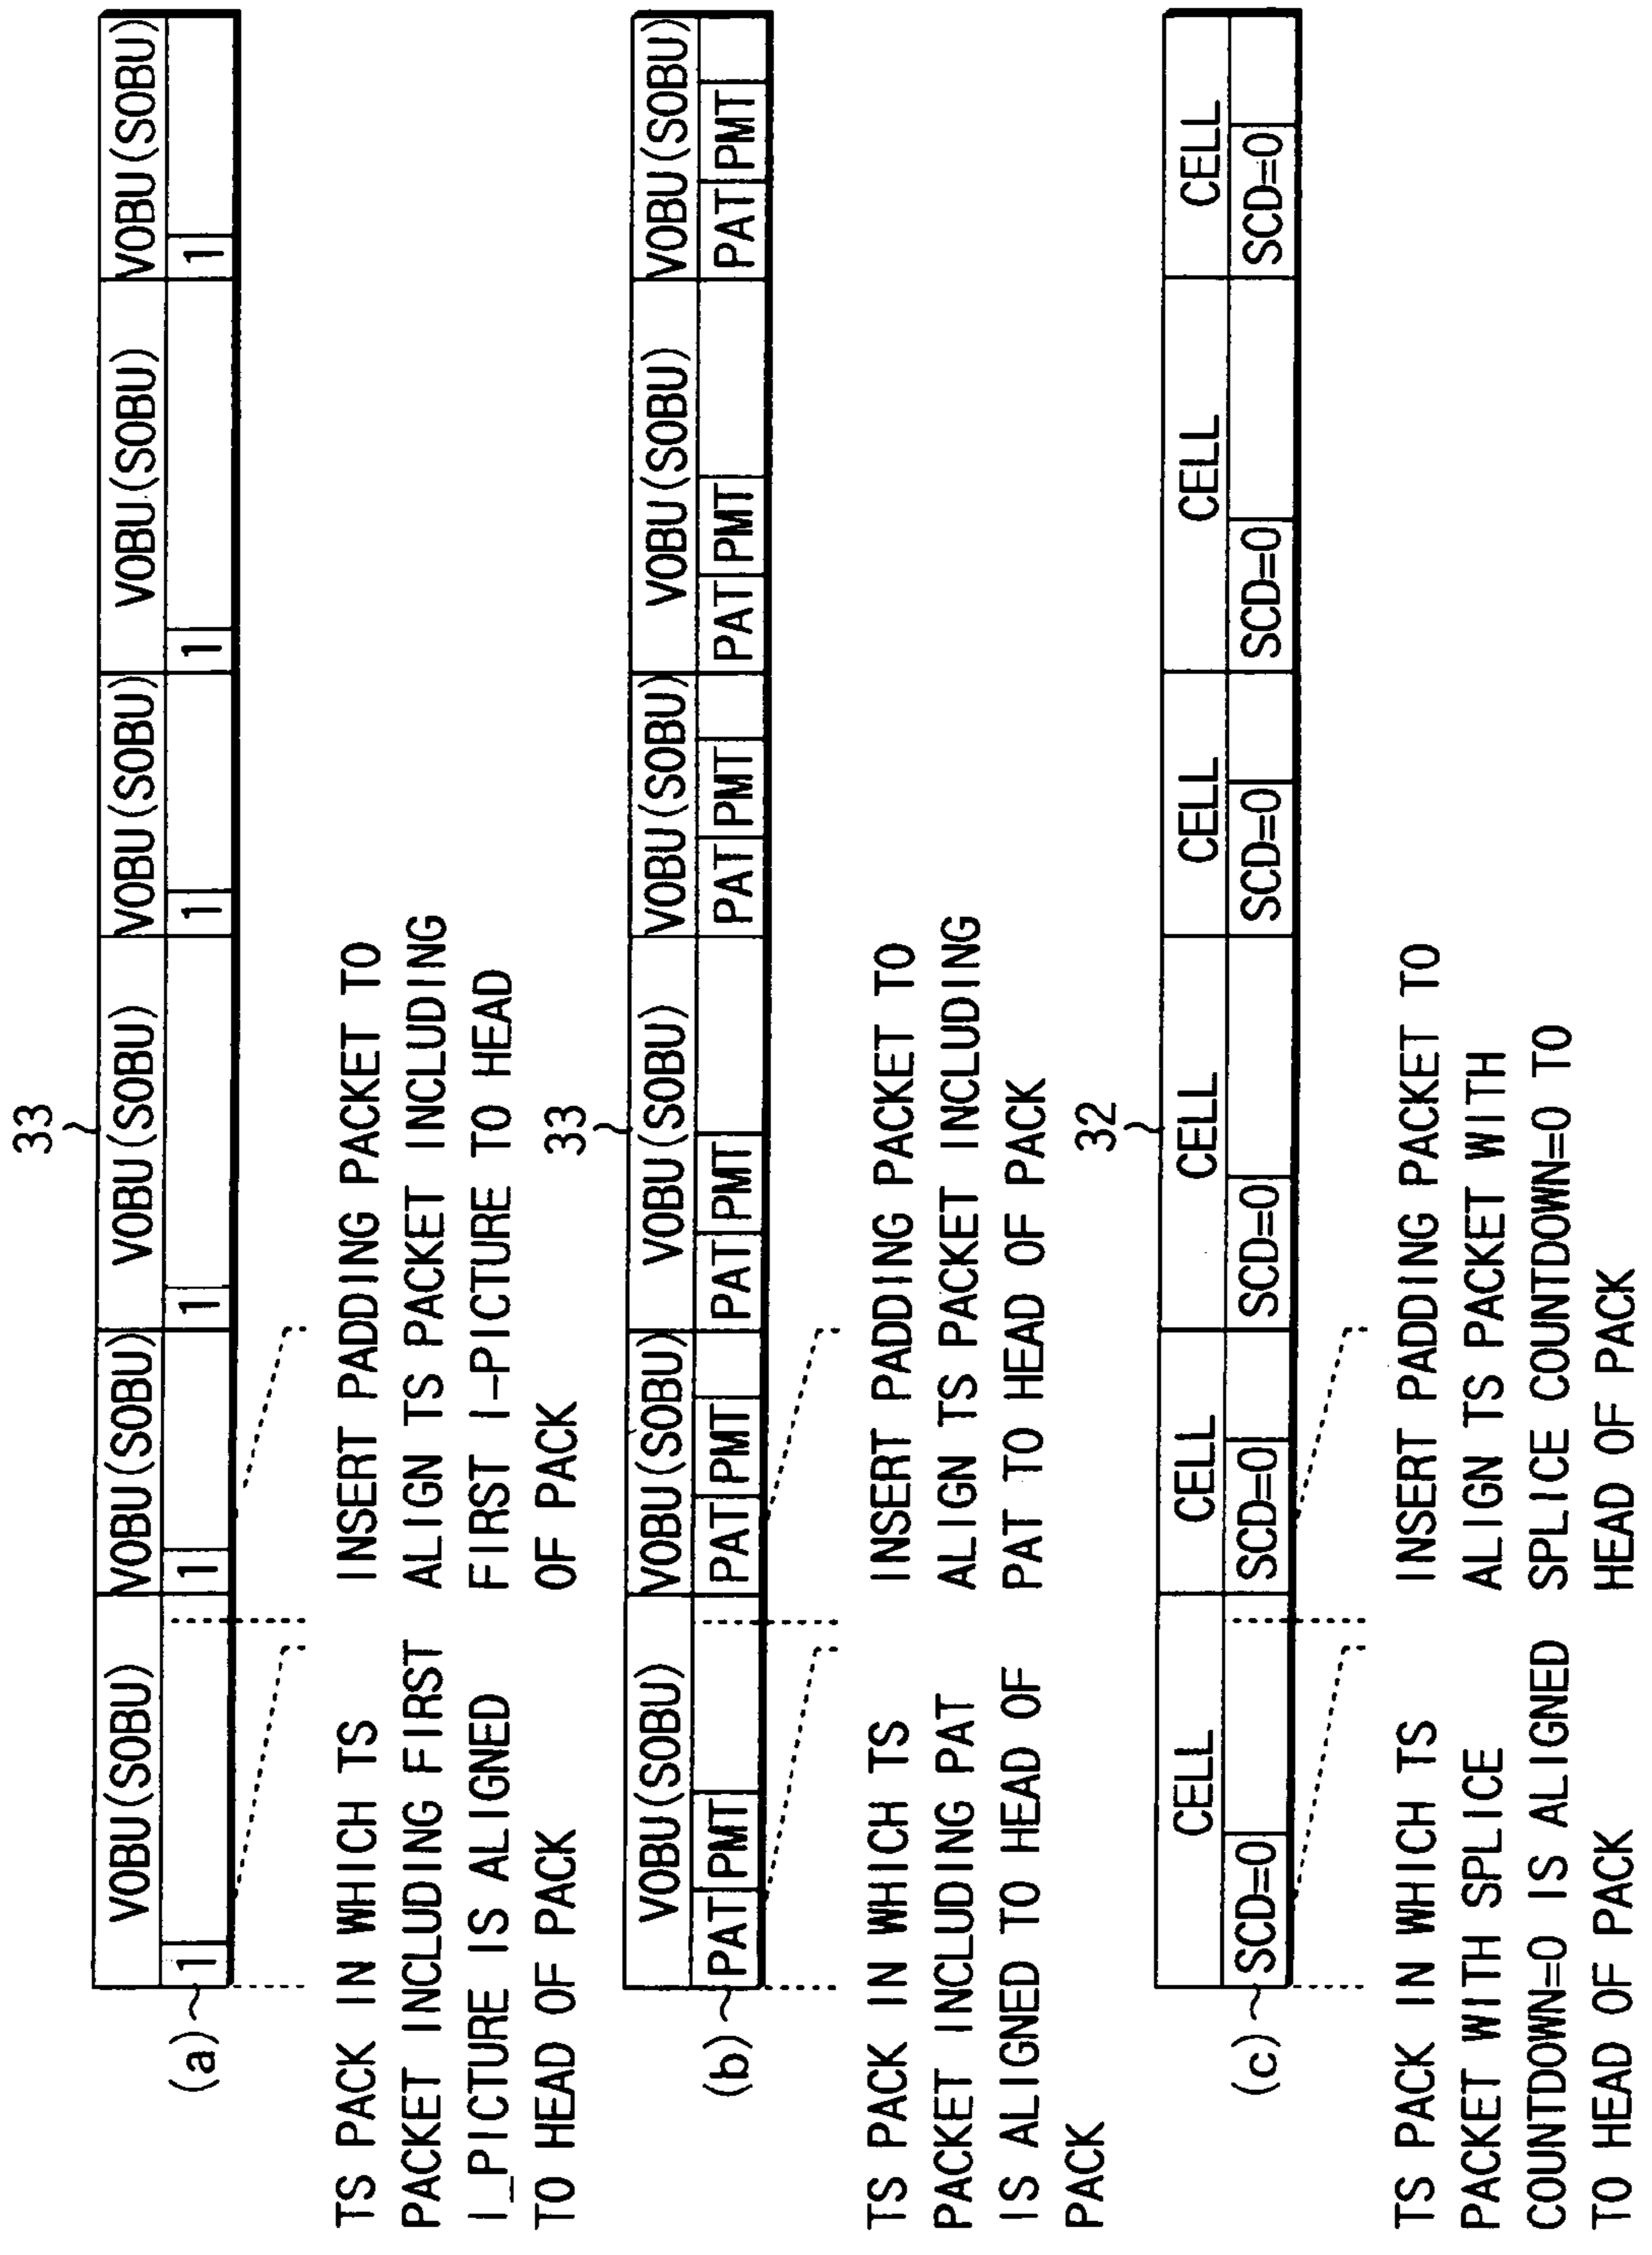 33
VOBU(SOBU) VOBU(SOBU) VOBU(SOBU) VOBU(SOBU) VOBU(SOBU) VOBU(SOBU)
(a) 1 1 1 1 1 1
TS PACK IN WHICH TS
PACKET INCLUDING FIRST
I_PICTURE IS ALIGNED
TO HEAD OF PACK
INSERT PADDING PACKET TO
ALIGN TS PACKET INCLUDING
FIRST I-PICTURE TO HEAD
OF PACK
33
VOBU(SOBU) VOBU(SOBU) VOBU(SOBU) VOBU(SOBU) VOBU(SOBU) VOBU(SOBU)
(b) PAT PMT PAT PMT PAT PMT PAT PMT PAT PMT PAT PMT
TS PACK IN WHICH TS
PACKET INCLUDING PAT
IS ALIGNED TO HEAD OF
PACK
INSERT PADDING PACKET TO
ALIGN TS PACKET INCLUDING
PAT TO HEAD OF PACK
32
CELL CELL CELL CELL CELL CELL
(c) SCD=0 SCD=0 SCD=0 SCD=0 SCD=0 SCD=0
TS PACK IN WHICH TS
PACKET WITH SPLICE
COUNTDOWN=0 IS ALIGNED
TO HEAD OF PACK
INSERT PADDING PACKET TO
ALIGN TS PACKET WITH
SPLICE COUNTDOWN=0 TO
HEAD OF PACK